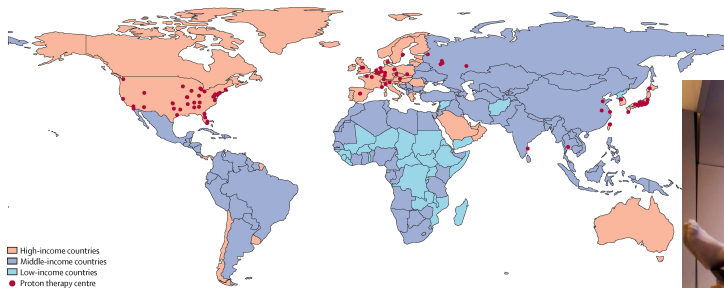 High-income countries
Middle-income countries
Low-income countries
Proton therapy centre